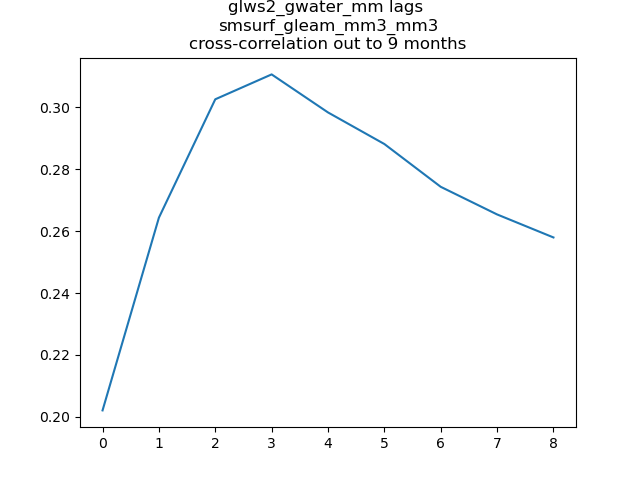 glws2_gwater_mm lags
smsurf_gleam_mm3_mm3
cross-correlation out to 9 months
0.30
0.28
0.26
0.24
0.22
0.20
0 1 2 3 4 5 6 7 8